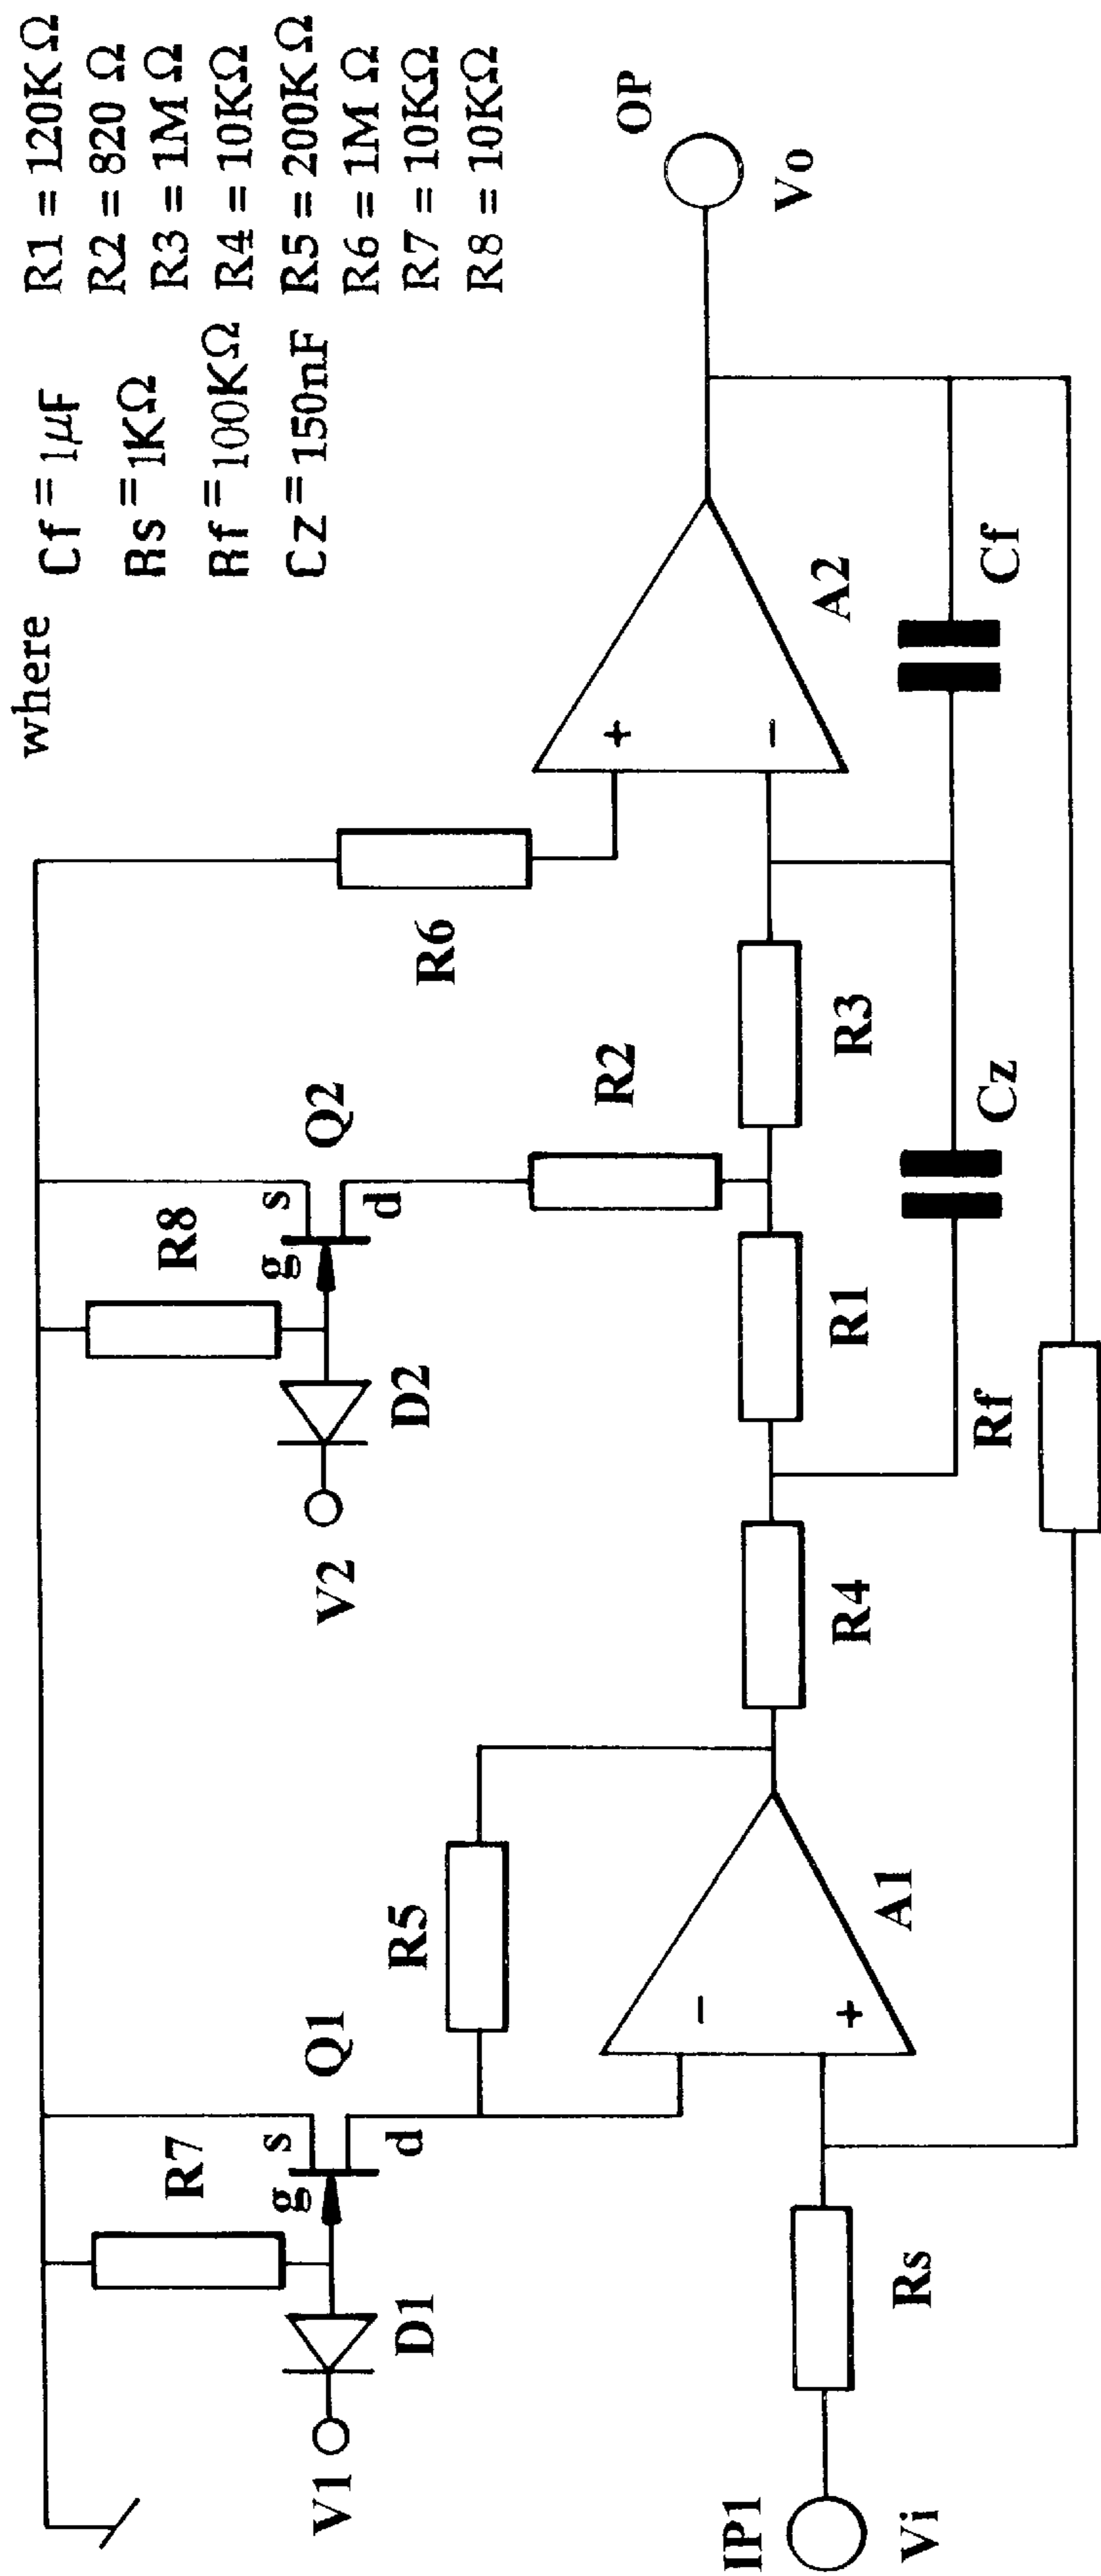 where
Cf = 1μF
Rs = 1KΩ
Rf = 100KΩ
Cz = 150nF
R1 = 120K Ω
R2 = 820 Ω
R3 = 1M Ω
R4 = 10KΩ
R5 = 200K Ω
R6 = 1M Ω
R7 = 10KΩ
R8 = 10KΩ
R7
R8
s
Q1
s
Q2
g
g
V1
D1
d
V2
D2
d
R6
R5
R2
OP
+
A2
Vo
IP1
−
−
R4
R1
R3
Vi
Rs
+
A1
Rf
Cz
Cf